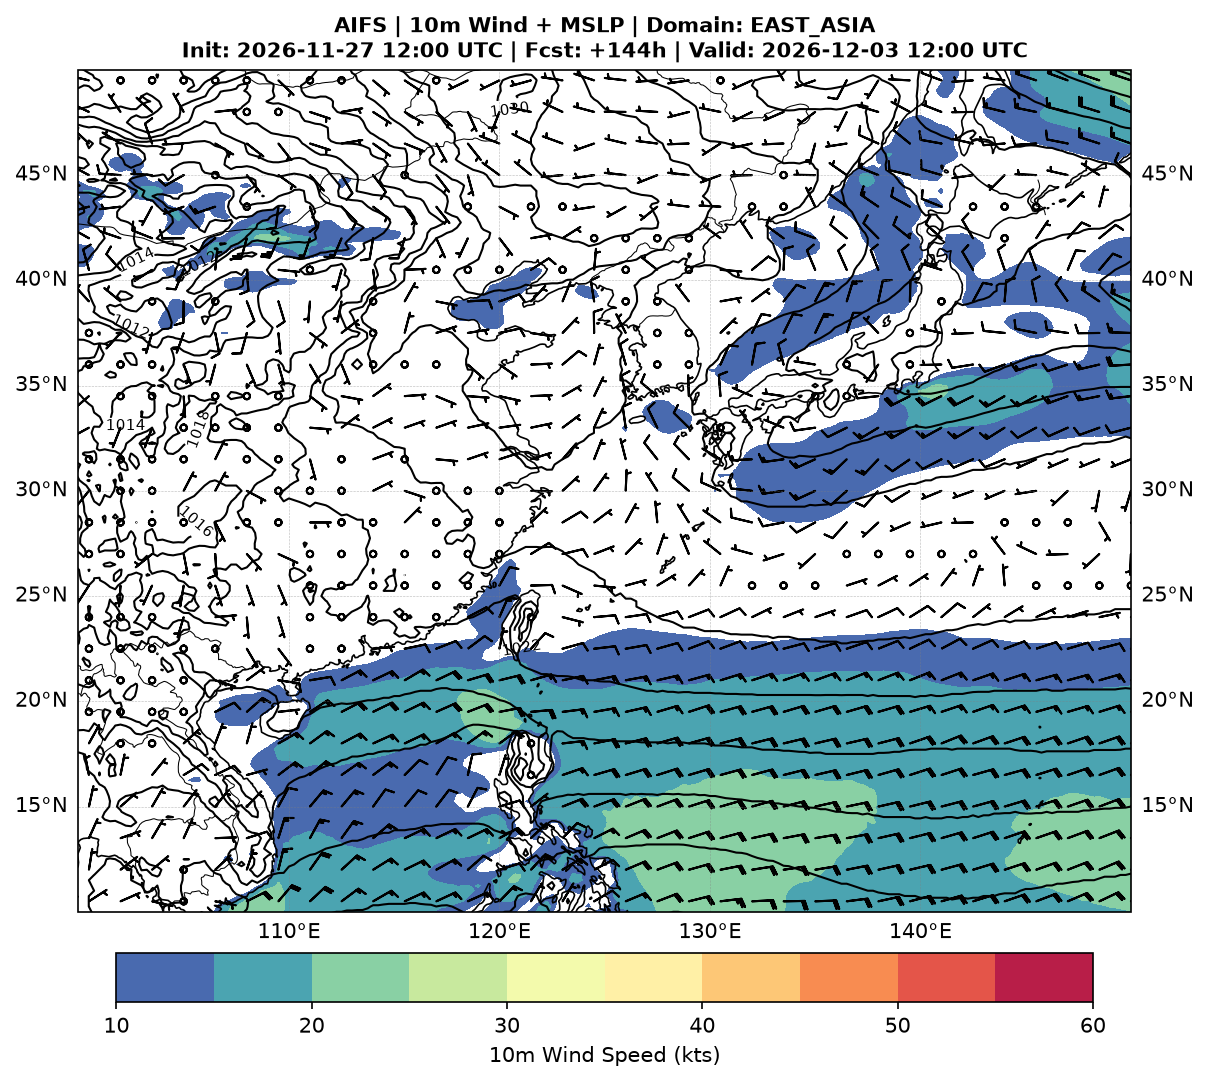 AIFS | 10m Wind + MSLP | Domain: EAST_ASIA
Init: 2026-11-27 12:00 UTC | Fcst: +144h | Valid: 2026-12-03 12:00 UTC
1030
45°N 45°N
1014 1012
40°N 40°N
1012
35°N 35°N
1014 1018
30°N 30°N
1016
25°N 25°N
20°N 20°N
15°N 15°N
110°E 120°E 130°E 140°E
10 20 30 40 50 60
10m Wind Speed (kts)